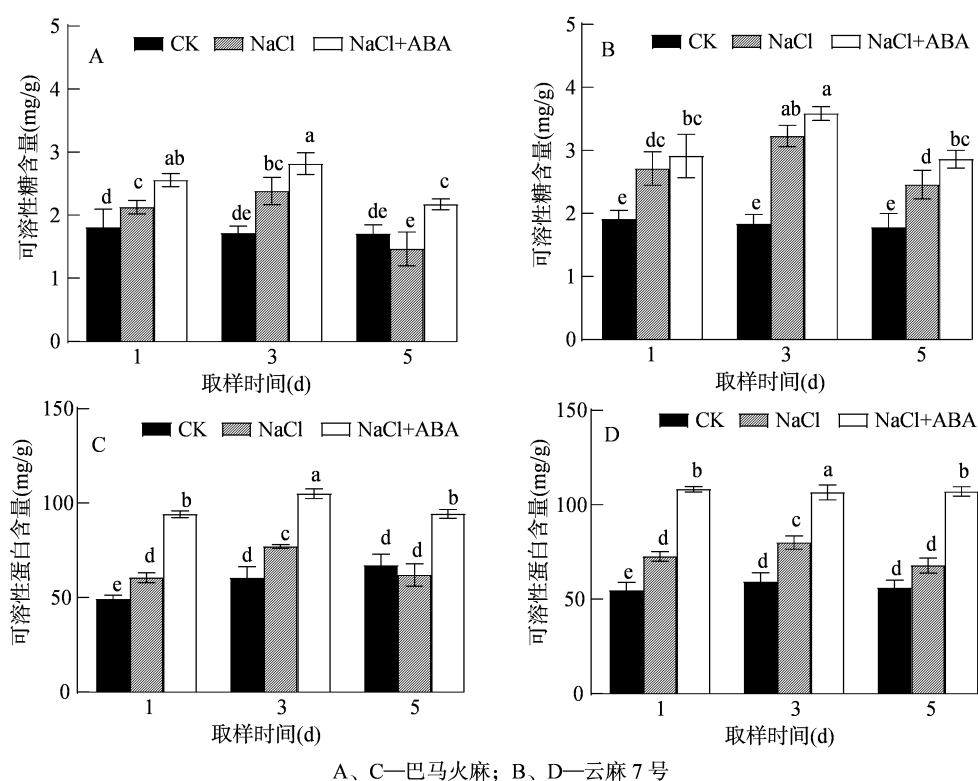 A
CK NaCl NaCl+ABA
可溶性糖含量(mg/g)
5
4
3
2
1
0
d c ab
de bc a
de e c
1 3 5
取样时间(d)
B
CK NaCl NaCl+ABA
可溶性糖含量(mg/g)
5
4
3
2
1
0
e dc bc
e ab a
e d bc
1 3 5
取样时间(d)
C
CK NaCl NaCl+ABA
可溶性蛋白含量(mg/g)
150
100
50
0
e d b
d c a
d d b
1 3 5
取样时间(d)
D
CK NaCl NaCl+ABA
可溶性蛋白含量(mg/g)
150
100
50
0
e d b
d c a
d d b
1 3 5
取样时间(d)
A、C—巴马火麻；B、D—云麻 7 号